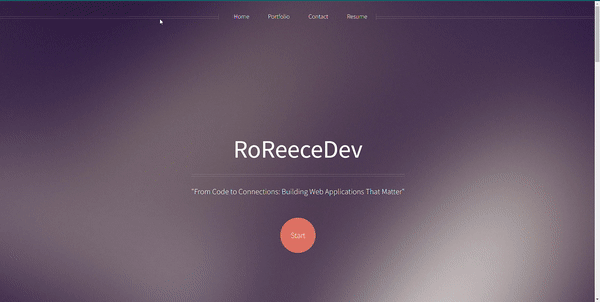 Home Portfolio Contact Resume
RoReeceDev
"From Code to Connections: Building Web Applications That Matter"
Start